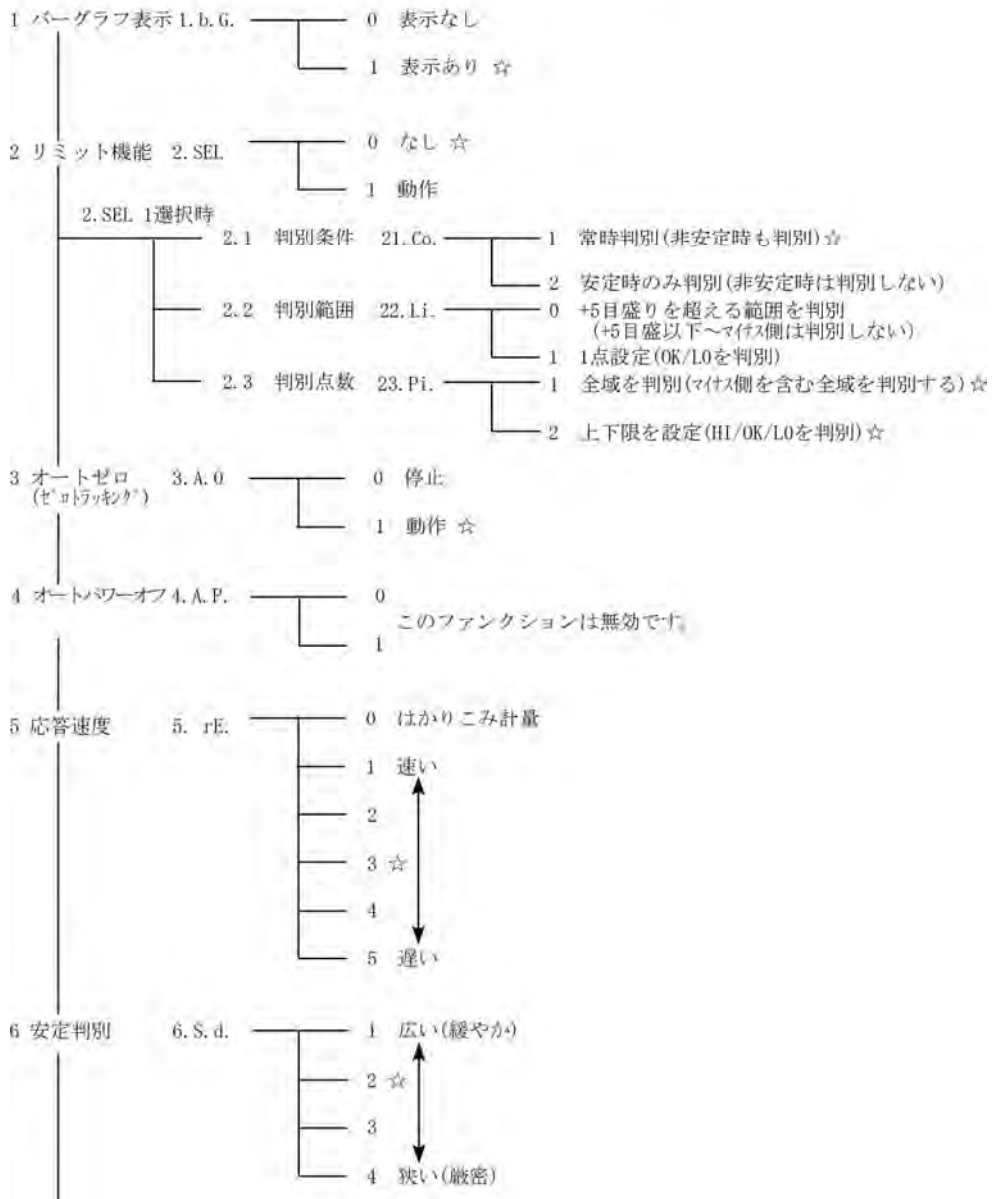 1 バーグラフ表示 1.b.G. 0 表示なし
1 表示あり ☆
2 リミット機能 2.SEL 0 なし ☆
1 動作
2.SEL 1選択時
2.1 判別条件 21.Co. 1 常時判別(非安定時も判別)☆
2 安定時のみ判別(非安定時は判別しない)
2.2 判別範囲 22.Li. 0 +5目盛りを超える範囲を判別
(+5目盛以下～マイナス側は判別しない)
1 1点設定(OK/LOを判別)
2.3 判別点数 23.Pi. 1 全域を判別(マイナス側を含む全域を判別する)☆
2 上下限を設定(HI/OK/LOを判別)☆
3 オートゼロ 3.A.0 0 停止
(ゼロトラッキング)
1 動作 ☆
4 オートパワーオフ 4.A.P. 0
このファンクションは無効です。
1
5 応答速度 5. rE. 0 はかりこみ計量
1 速い
2
3 ☆
4
5 遅い
6 安定判別 6.S.d. 1 広い(緩やか)
2 ☆
3
4 狭い(厳密)